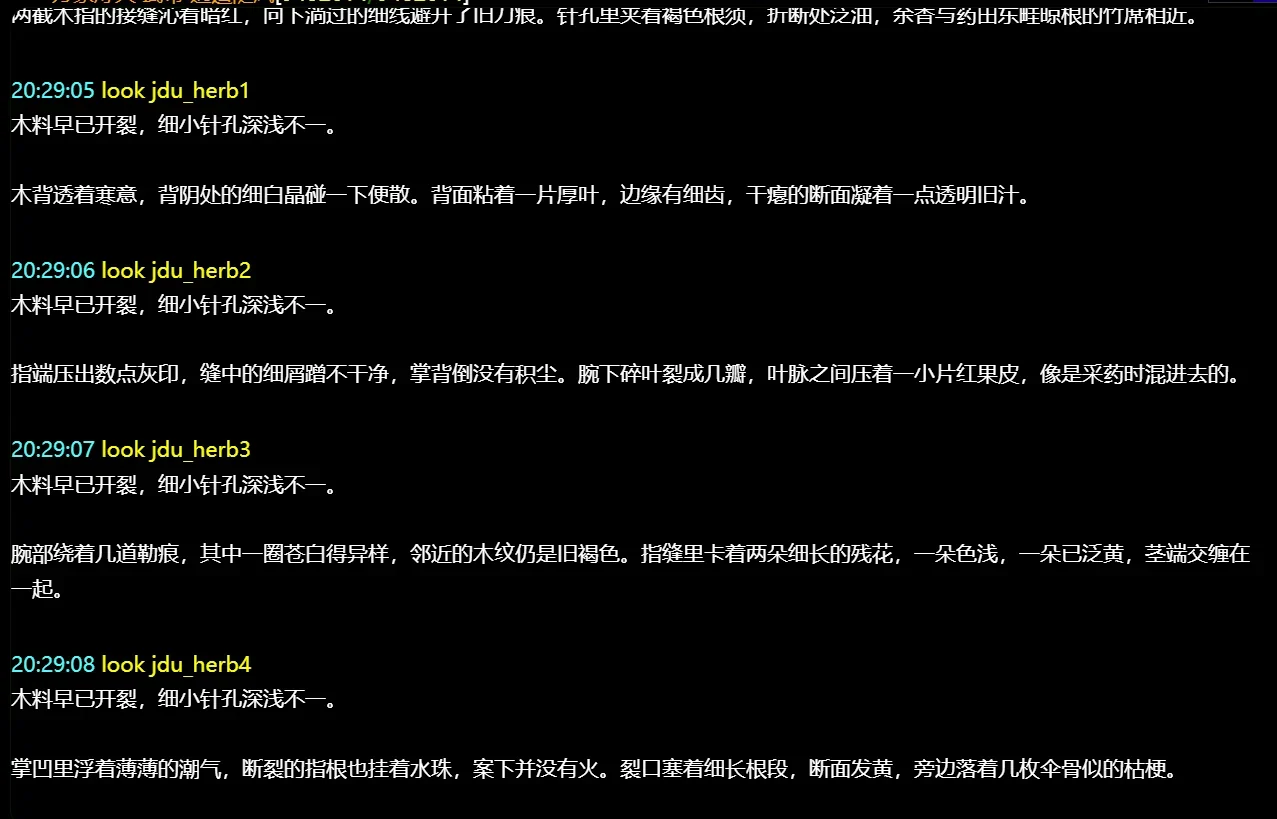 两截木指的接缝沁着暗红，向下淌过的细线避开了旧刀痕。针孔里夹着褐色根须，折断处泛油，余香与药田东畦晾根的竹席相近。
20:29:05 look jdu_herb1
木料早已开裂，细小针孔深浅不一。
木背透着寒意，背阴处的细白晶碰一下便散。背面粘着一片厚叶，边缘有细齿，干瘪的断面凝着一点透明旧汁。
20:29:06 look jdu_herb2
木料早已开裂，细小针孔深浅不一。
指端压出数点灰印，缝中的细屑蹭不干净，掌背倒没有积尘。腕下碎叶裂成几瓣，叶脉之间压着一小片红果皮，像是采药时混进去的。
20:29:07 look jdu_herb3
木料早已开裂，细小针孔深浅不一。
腕部绕着几道勒痕，其中一圈苍白得异样，邻近的木纹仍是旧褐色。指缝里卡着两朵细长的残花，一朵色浅，一朵已泛黄，茎端交缠在
一起。
20:29:08 look jdu_herb4
木料早已开裂，细小针孔深浅不一。
掌凹里浮着薄薄的潮气，断裂的指根也挂着水珠，案下并没有火。裂口塞着细长根段，断面发黄，旁边落着几枚伞骨似的枯梗。